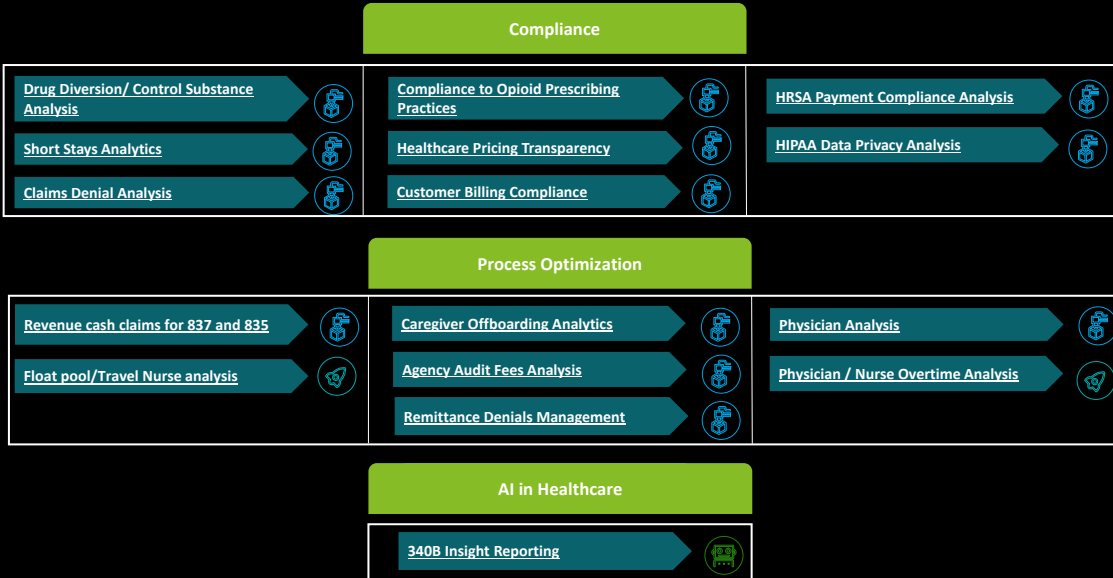 Compliance
Drug Diversion/ Control Substance
Analysis
Short Stays Analytics
Claims Denial Analysis
Compliance to Opioid Prescribing
Practices
Healthcare Pricing Transparency
Customer Billing Compliance
HRSA Payment Compliance Analysis
HIPAA Data Privacy Analysis
Process Optimization
Revenue cash claims for 837 and 835
Float pool/Travel Nurse analysis
Caregiver Offboarding Analytics
Agency Audit Fees Analysis
Remittance Denials Management
Physician Analysis
Physician / Nurse Overtime Analysis
AI in Healthcare
340B Insight Reporting